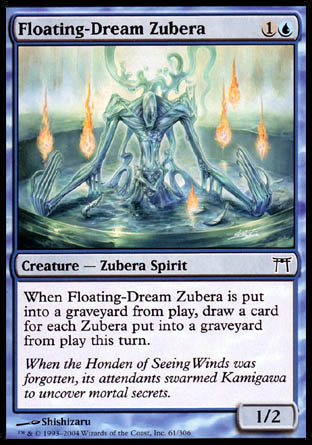 Floating-Dream Zubera 1
Creature — Zubera Spirit
When Floating-Dream Zubera is put
into a graveyard from play, draw a card
for each Zubera put into a graveyard
from play this turn.
When the Honden of Seeing Winds was
forgotten, its attendants swarmed Kamigawa
to uncover mortal secrets.
Shishizaru
™ & © 1993–2004 Wizards of the Coast, Inc. 61/306
1/2